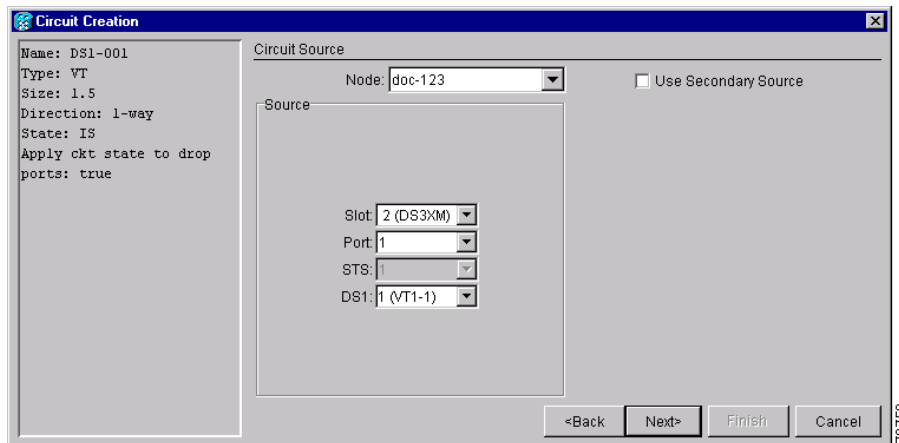 Circuit Creation
Name: DS1-001
Type: VT
Size: 1.5
Direction: 1-way
State: IS
Apply ckt state to drop
ports: true
Circuit Source
Node: doc-123
Use Secondary Source
Source
Slot: 2 (DS3XM)
Port: 1
STS: 1
DS1: 1 (VT1-1)
<Back
Next>
Finish
Cancel